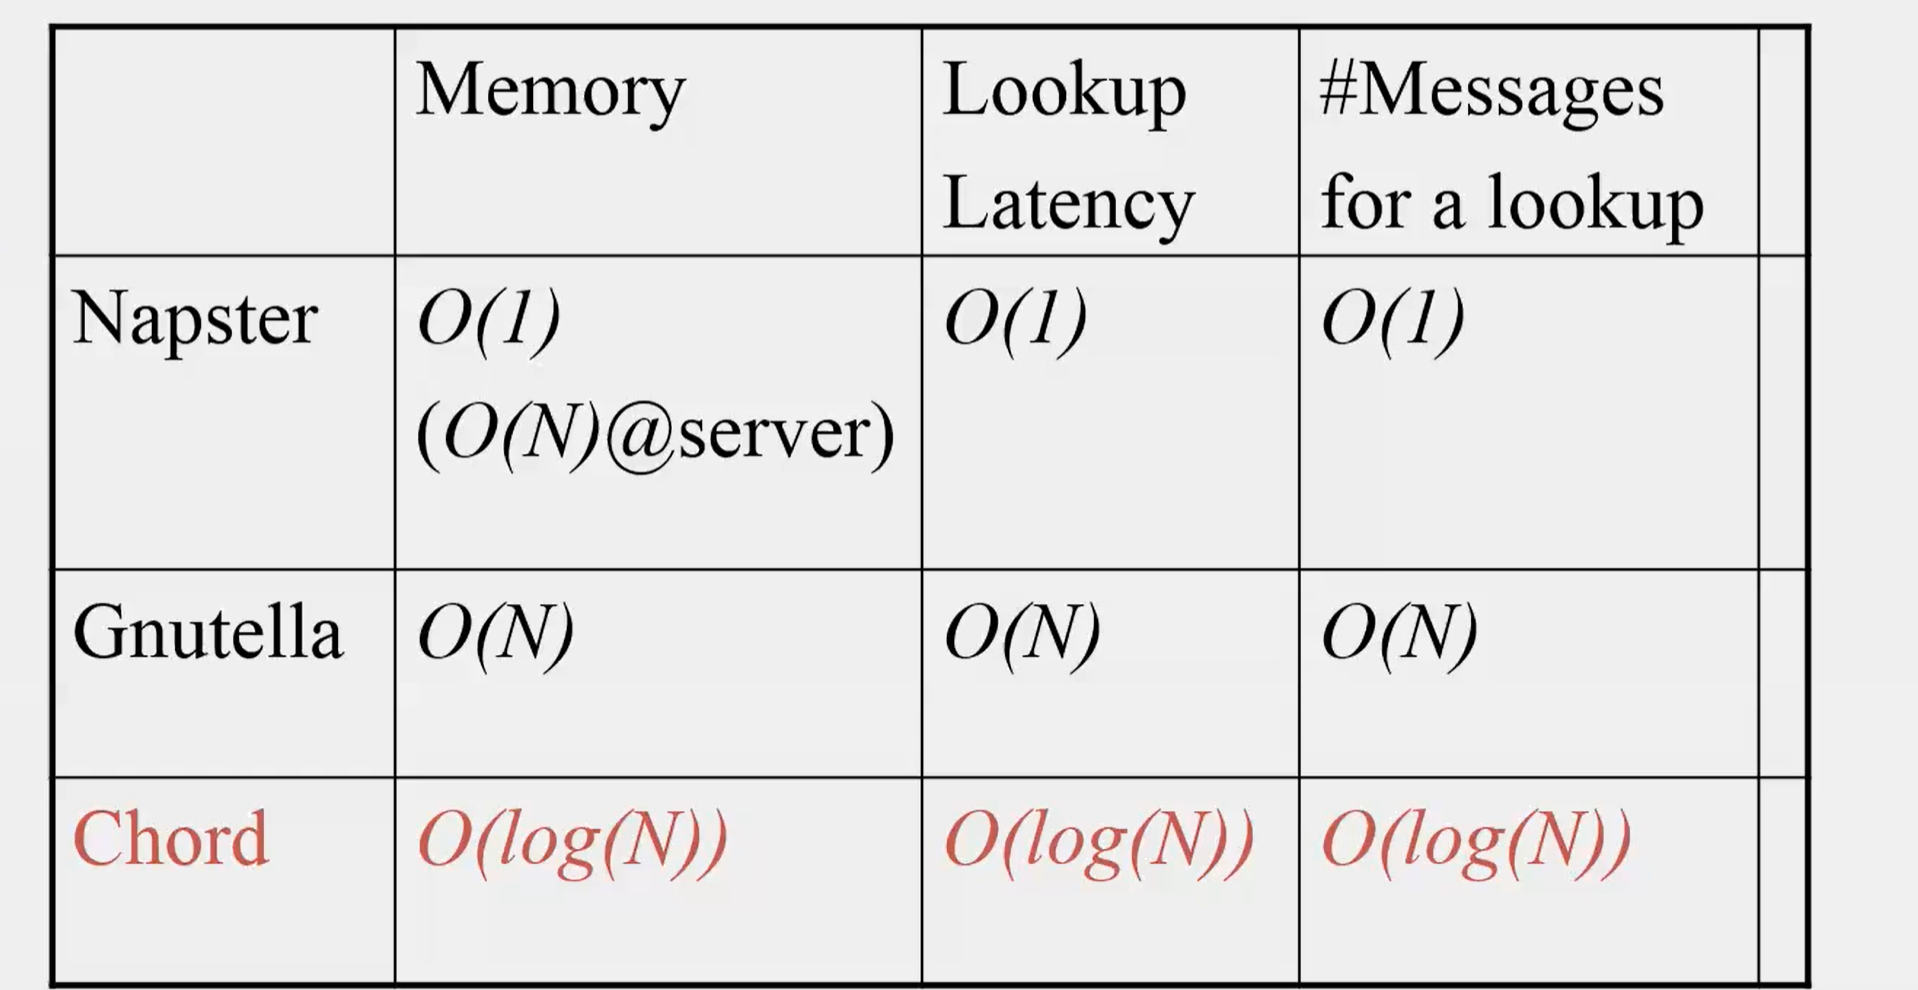 Memory
Lookup
Latency
#Messages
for a lookup
Napster
O(1)
(O(N)@server)
O(1)
O(1)
Gnutella
O(N)
O(N)
O(N)
Chord
O(log(N))
O(log(N))
O(log(N))